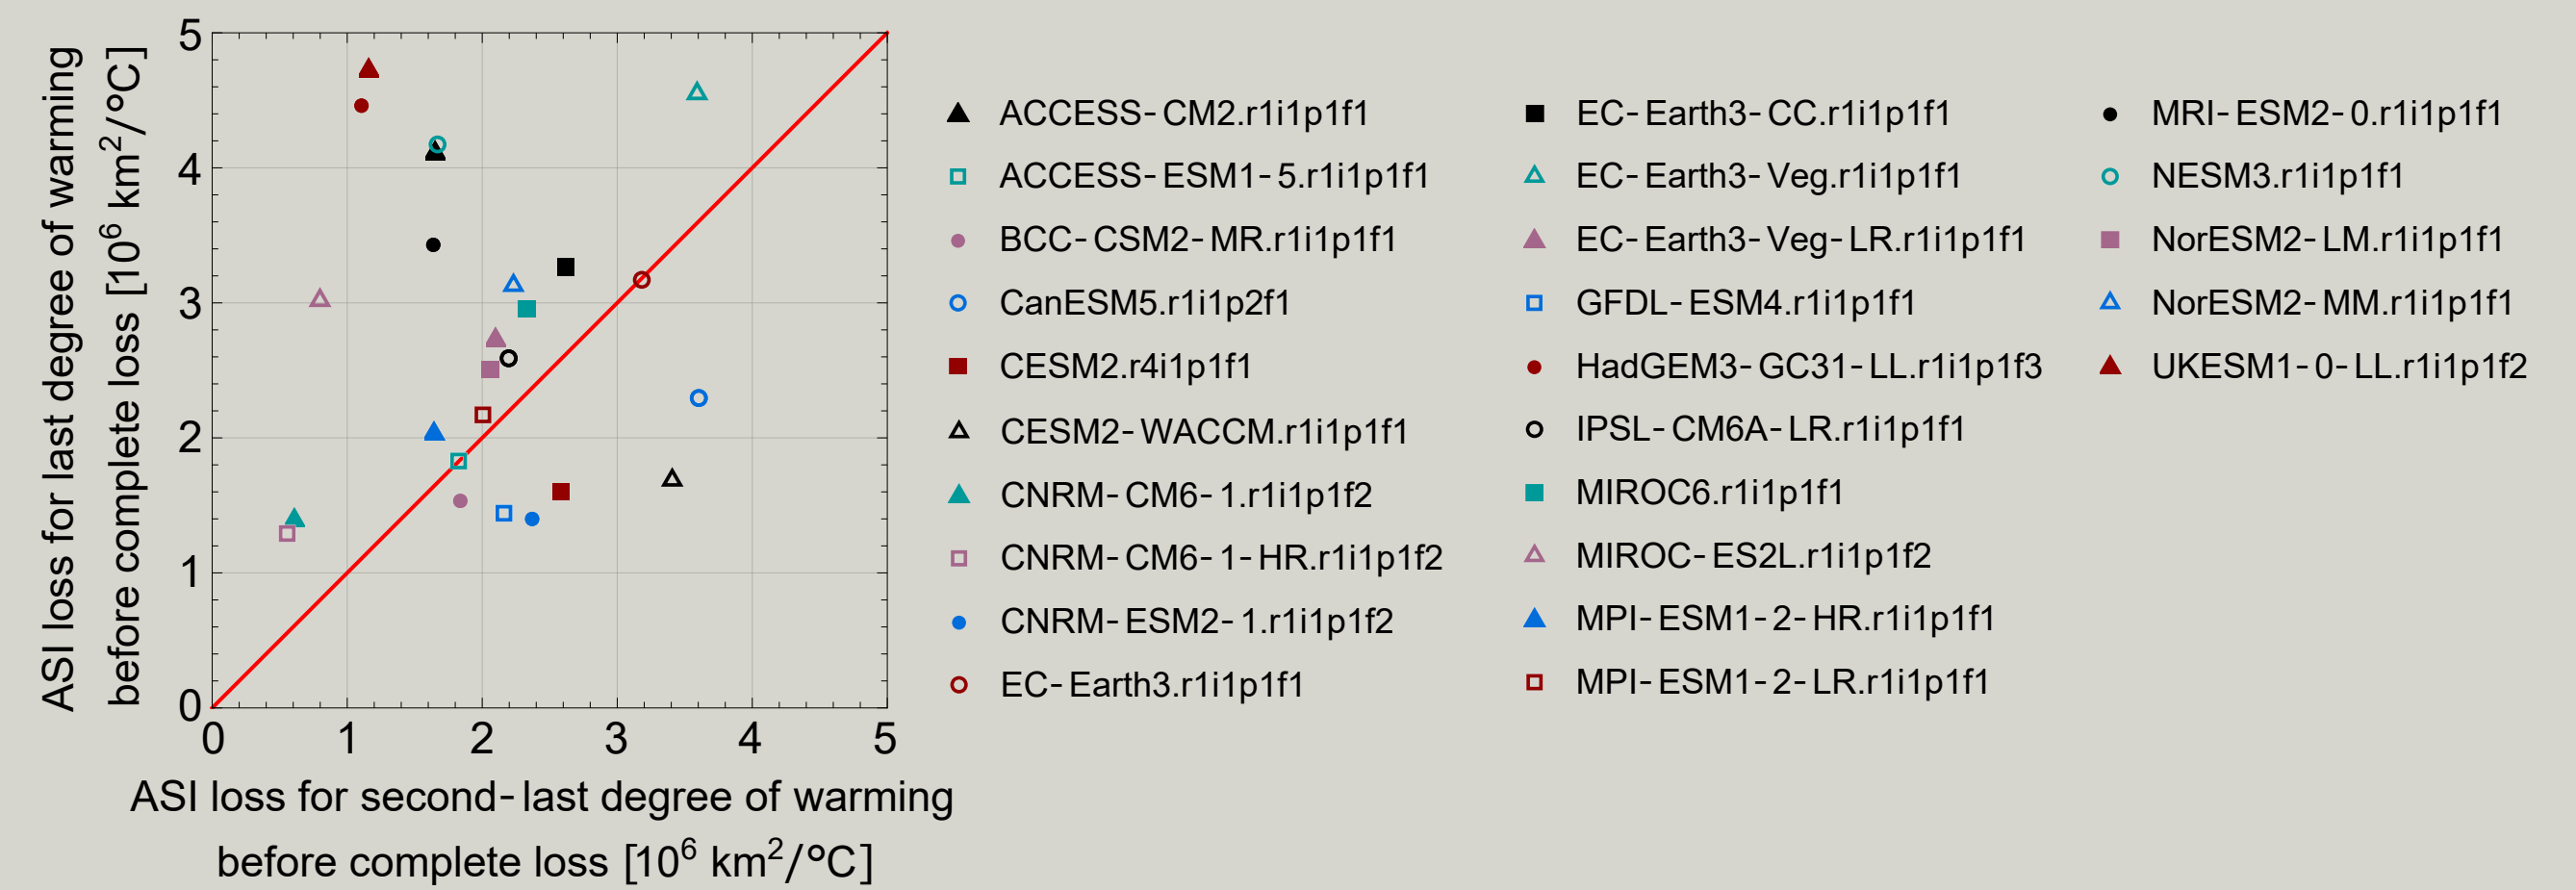 ASI loss for last degree of warming
before complete loss [10⁶ km²/°C]
5
4
3
2
1
0
0 1 2 3 4 5
ASI loss for second-last degree of warming
before complete loss [10⁶ km²/°C]
ACCESS-CM2.r1i1p1f1
ACCESS-ESM1-5.r1i1p1f1
BCC-CSM2-MR.r1i1p1f1
CanESM5.r1i1p2f1
CESM2.r4i1p1f1
CESM2-WACCM.r1i1p1f1
CNRM-CM6-1.r1i1p1f2
CNRM-CM6-1-HR.r1i1p1f2
CNRM-ESM2-1.r1i1p1f2
EC-Earth3.r1i1p1f1
EC-Earth3-CC.r1i1p1f1
EC-Earth3-Veg.r1i1p1f1
EC-Earth3-Veg-LR.r1i1p1f1
GFDL-ESM4.r1i1p1f1
HadGEM3-GC31-LL.r1i1p1f3
IPSL-CM6A-LR.r1i1p1f1
MIROC6.r1i1p1f1
MIROC-ES2L.r1i1p1f2
MPI-ESM1-2-HR.r1i1p1f1
MPI-ESM1-2-LR.r1i1p1f1
MRI-ESM2-0.r1i1p1f1
NESM3.r1i1p1f1
NorESM2-LM.r1i1p1f1
NorESM2-MM.r1i1p1f1
UKESM1-0-LL.r1i1p1f2